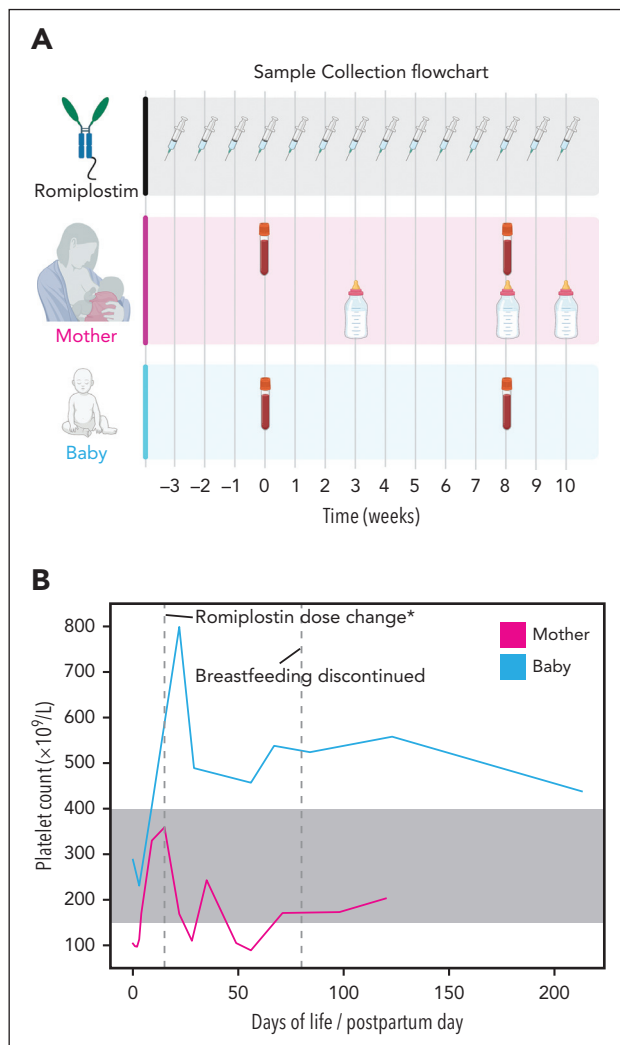 A
Sample Collection flowchart
Romiplostim
Mother
Baby
–3 –2 –1 0 1 2 3 4 5 6 7 8 9 10
Time (weeks)
B
Romiplostin dose change*
Breastfeeding discontinued
Mother
Baby
800
700
600
500
400
300
200
100
Platelet count (×10⁹/L)
0 50 100 150 200
Days of life / postpartum day